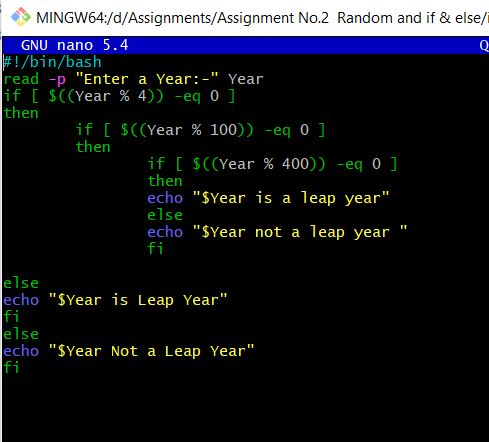 MINGW64:/d/Assignments/Assignment No.2 Random and if & else/i
GNU nano 5.4
#!/bin/bash
read -p "Enter a Year:-" Year
if [ $((Year % 4)) -eq 0 ]
then
if [ $((Year % 100)) -eq 0 ]
then
if [ $((Year % 400)) -eq 0 ]
then
echo "$Year is a leap year"
else
echo "$Year not a leap year "
fi
else
echo "$Year is Leap Year"
fi
else
echo "$Year Not a Leap Year"
fi